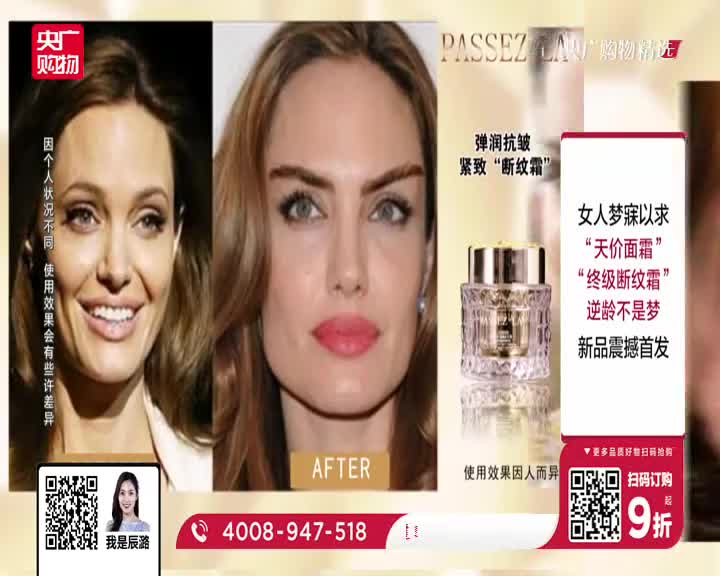 央广
购物
PASSEZ
央广购物精选
因个人状况不同 使用效果会有些许差异
弹润抗皱
紧致“断纹霜”
女人梦寐以求
“天价面霜”
“终级断纹霜”
逆龄不是梦
新品震撼首发
AFTER
使用效果因人而异
▼更多品质好物扫码抢购
扫码订购
9折起
我是辰潞
4008-947-518